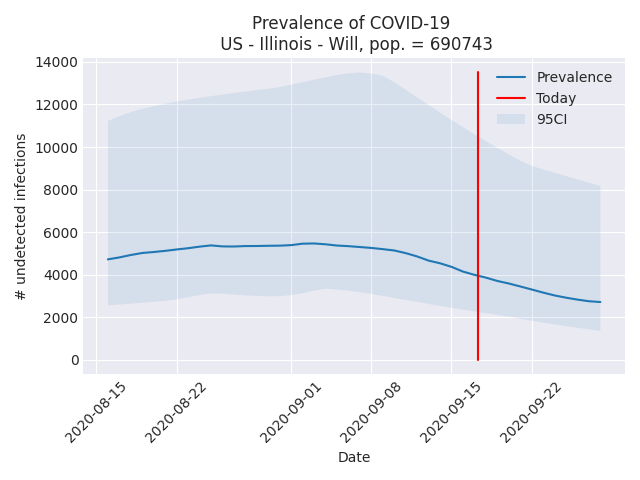 Prevalence of COVID-19
US - Illinois - Will, pop. = 690743
14000
12000
10000
8000
6000
4000
2000
0
# undetected infections
Prevalence
Today
95CI
2020-08-15
2020-08-22
2020-09-01
2020-09-08
2020-09-15
2020-09-22
Date